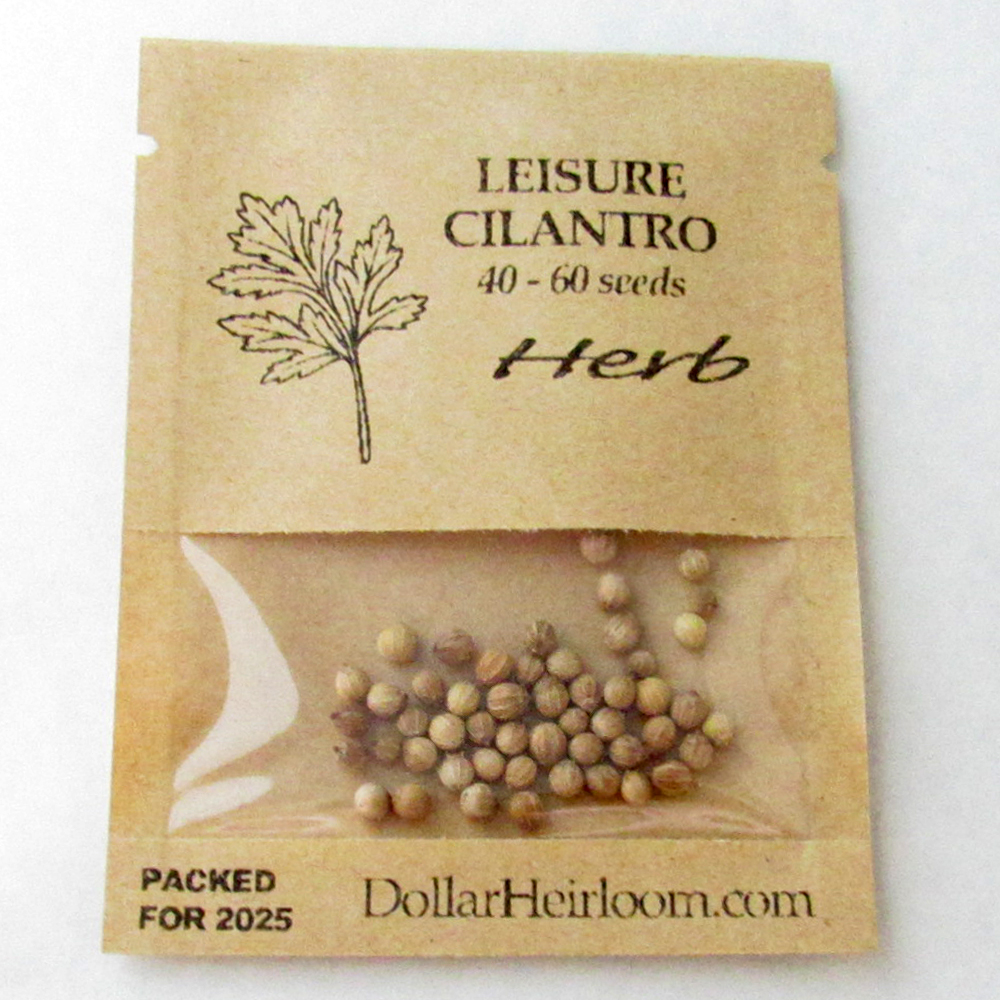 LEISURE
CILANTRO
40 - 60 seeds
Herb
PACKED
FOR 2025
DollarHeirloom.com